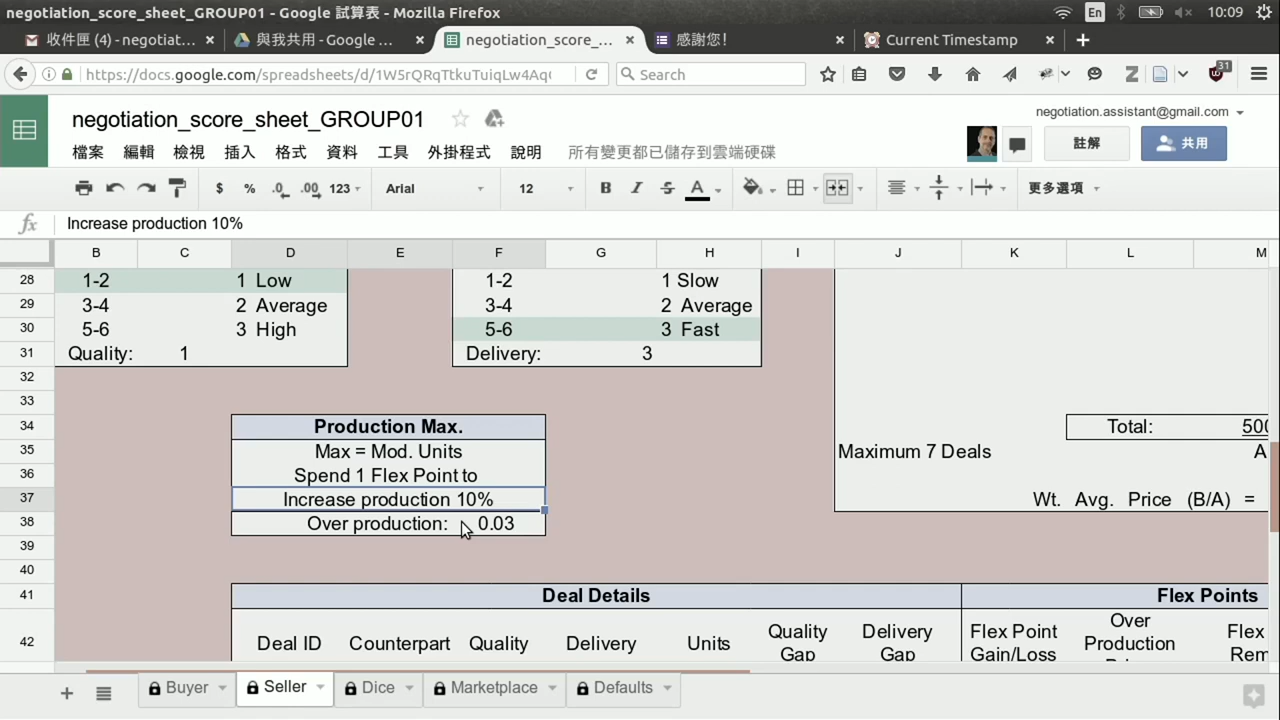 negotiation_score_sheet_GROUP01 - Google 試算表 - Mozilla Firefox
En
10:09
收件匣 (4) - negotiat... ×
與我共用 - Google ... ×
negotiation_score_sh... ×
感謝您! ×
Current Timestamp ×
https://docs.google.com/spreadsheets/d/1W5rQRqTtkuTuiqLw4Aq
Search
31
negotiation_score_sheet_GROUP01
negotiation.assistant@gmail.com
檔案 編輯 檢視 插入 格式 資料 工具 外掛程式 說明 所有變更都已儲存到雲端硬碟
註解
共用
$ % .0 .00 123 Arial 12 B I S A 更多選項
fx Increase production 10%
B C D E F G H I J K L M
28 1-2 1 Low 1-2 1 Slow
29 3-4 2 Average 3-4 2 Average
30 5-6 3 High 5-6 3 Fast
31 Quality: 1 Delivery: 3
32
33
34 Production Max. Total: 500
35 Max = Mod. Units Maximum 7 Deals A
36 Spend 1 Flex Point to
37 Increase production 10% Wt. Avg. Price (B/A) =
38 Over production: 0.03
39
40
41 Deal Details Flex Points
42 Deal ID Counterpart Quality Delivery Units Quality Gap Delivery Gap Flex Point Gain/Loss Over Production Flex Rem
+ Buyer Seller Dice Marketplace Defaults